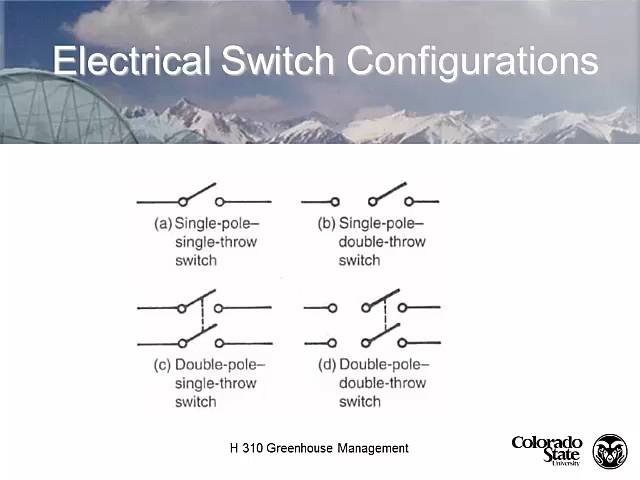 Electrical Switch Configurations
(a) Single-pole–
single-throw
switch
(b) Single-pole–
double-throw
switch
(c) Double-pole–
single-throw
switch
(d) Double-pole–
double-throw
switch
H 310 Greenhouse Management
Colorado
State
University